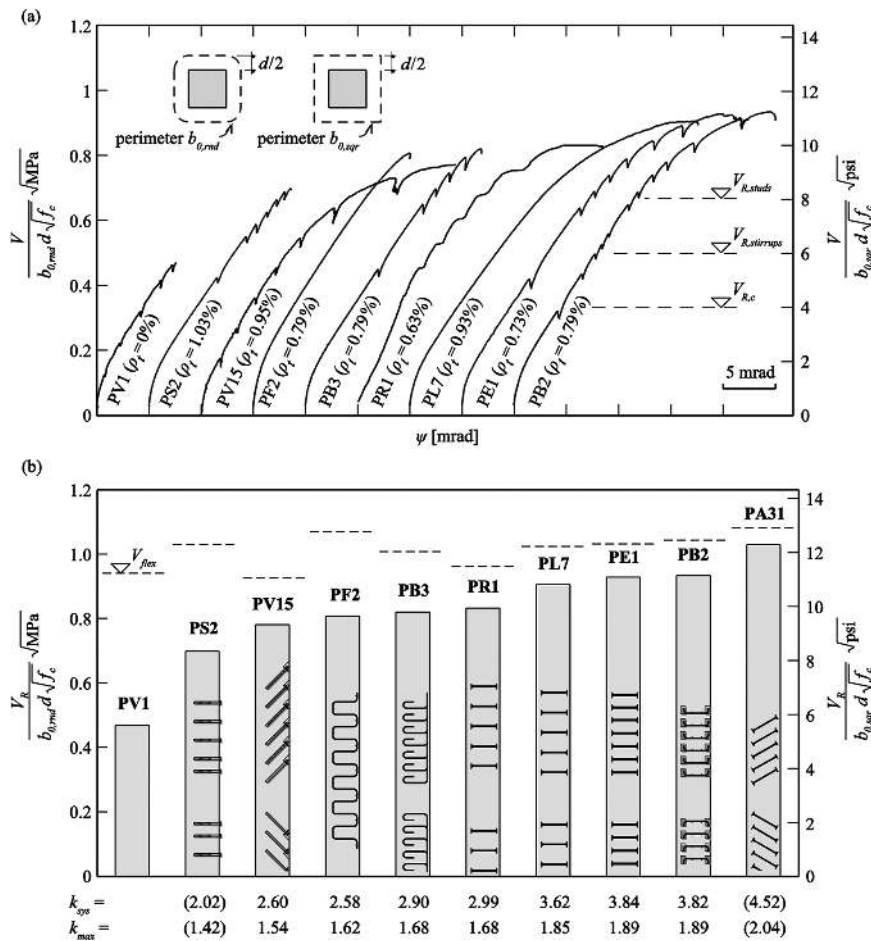 (a)
V / b0,rnd d √fc √MPa
1.2
1
0.8
0.6
0.4
0.2
0
d/2
d/2
perimeter b0,rnd
perimeter b0,sqr
PV1 (ρt = 0%)
PS2 (ρt = 1.03%)
PV15 (ρt = 0.95%)
PF2 (ρt = 0.79%)
PB3 (ρt = 0.79%)
PR1 (ρt = 0.63%)
PL7 (ρt = 0.93%)
PE1 (ρt = 0.73%)
PB2 (ρt = 0.79%)
VR,studs
VR,stirrups
VR,c
5 mrad
14
12
10
8
6
4
2
0
V / b0,sqr d √fc √psi
ψ [mrad]
(b)
VR / b0,rnd d √fc √MPa
1.2
1.0
0.8
0.6
0.4
0.2
0
Vflex
PV1
PS2
PV15
PF2
PB3
PR1
PL7
PE1
PB2
PA31
14
12
10
8
6
4
2
0
VR / b0,sqr d √fc √psi
ksys = (2.02) 2.60 2.58 2.90 2.99 3.62 3.84 3.82 (4.52)
kmax = (1.42) 1.54 1.62 1.68 1.68 1.85 1.89 1.89 (2.04)